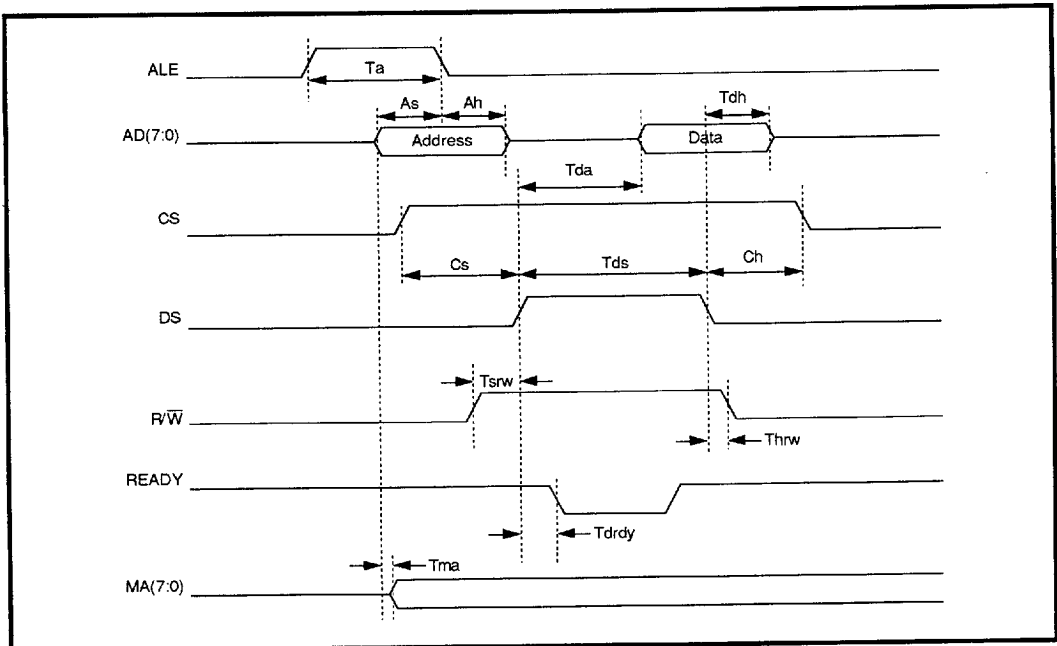 ALE
Ta
As
Ah
Tdh
AD(7:0)
Address
Data
Tda
CS
Cs
Tds
Ch
DS
Tsrw
R/W̅
Thrw
READY
Tdrdy
Tma
MA(7:0)